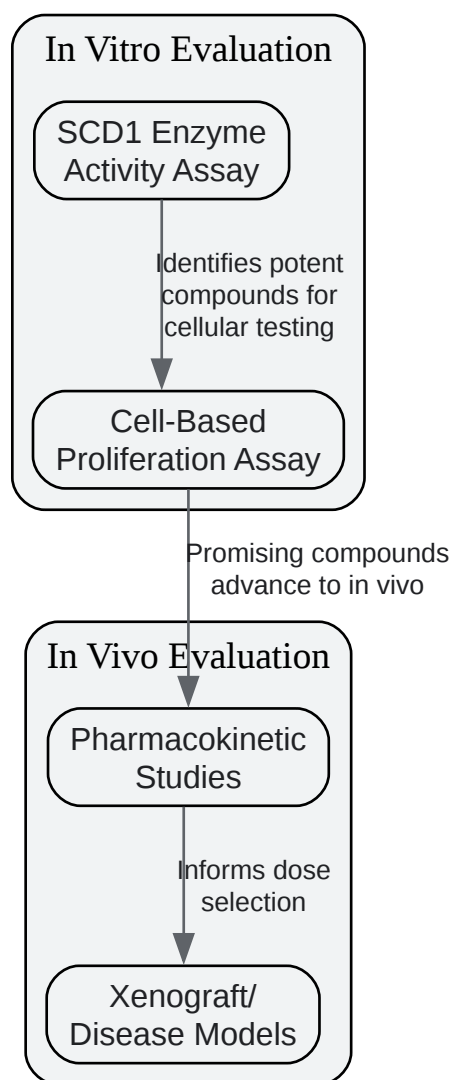 In Vitro Evaluation
SCD1 Enzyme
Activity Assay
Identifies potent
compounds for
cellular testing
Cell-Based
Proliferation Assay
Promising compounds
advance to in vivo
In Vivo Evaluation
Pharmacokinetic
Studies
Informs dose
selection
Xenograft/
Disease Models